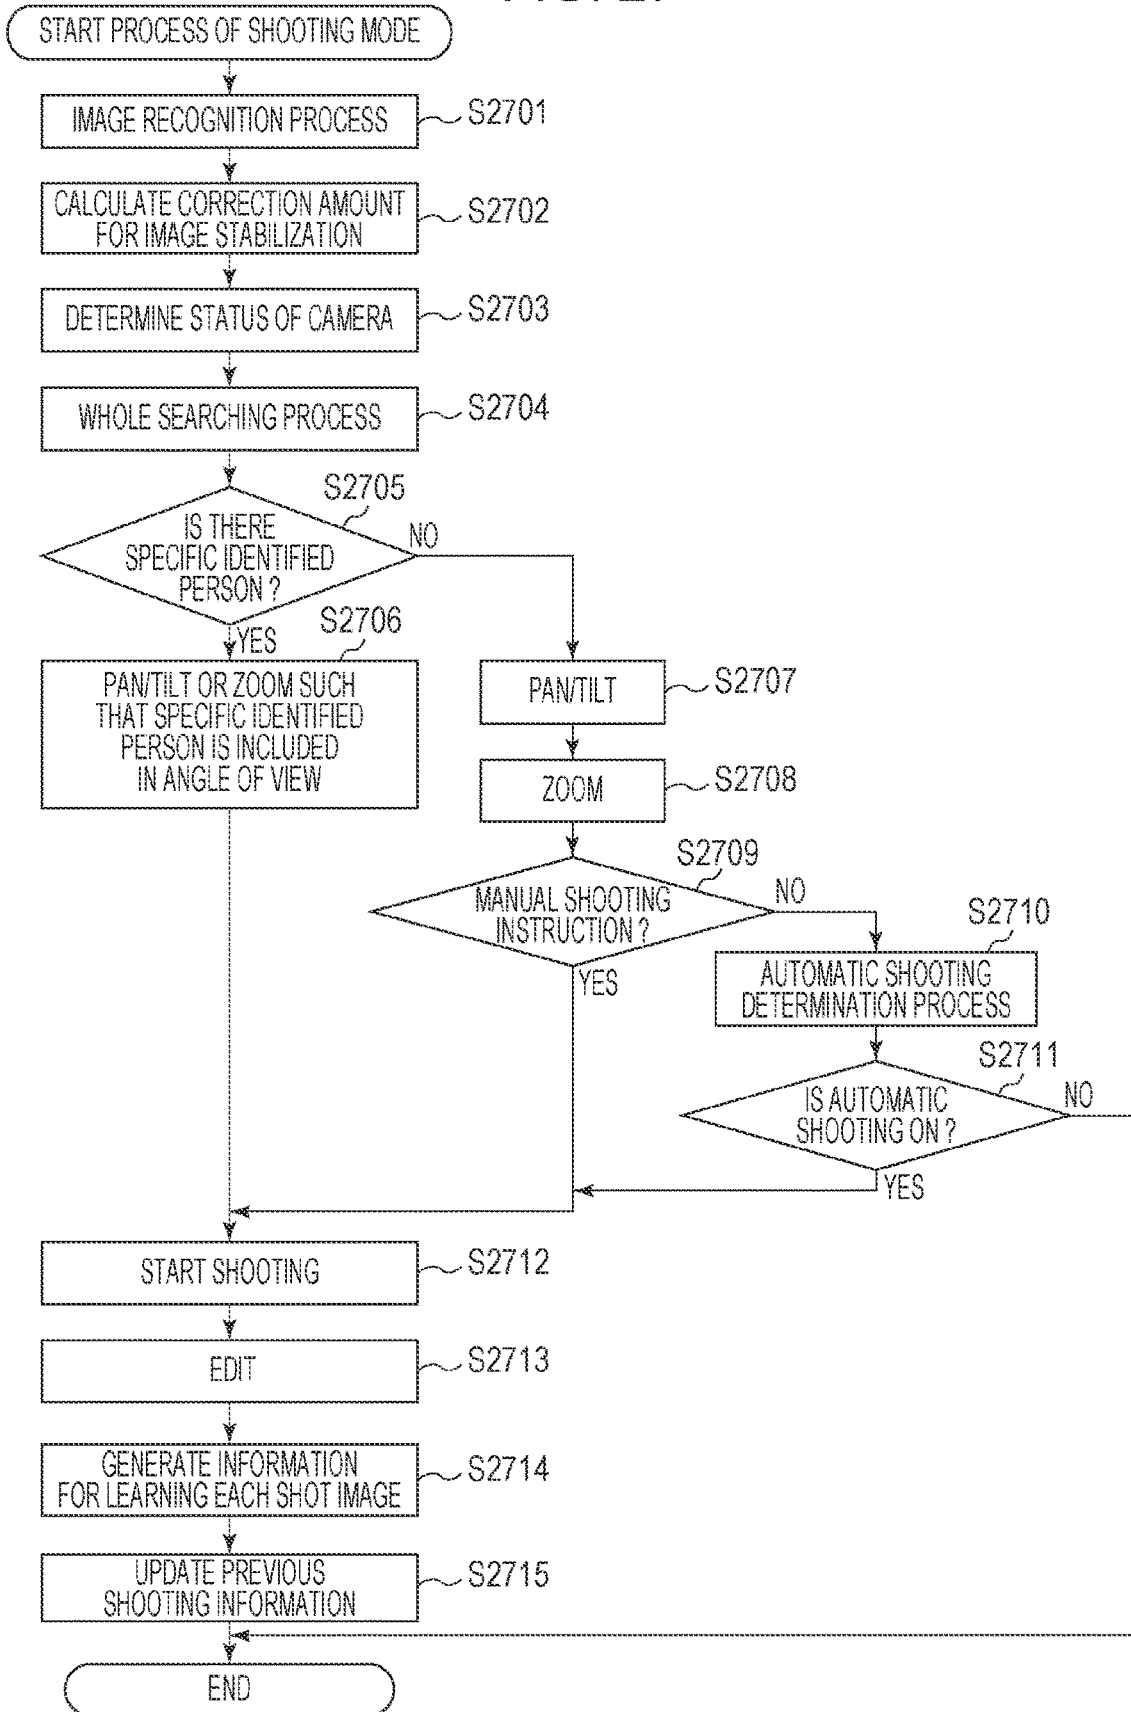 START PROCESS OF SHOOTING MODE
IMAGE RECOGNITION PROCESS
S2701
CALCULATE CORRECTION AMOUNT
FOR IMAGE STABILIZATION
S2702
DETERMINE STATUS OF CAMERA
S2703
WHOLE SEARCHING PROCESS
S2704
S2705
IS THERE
SPECIFIC IDENTIFIED
PERSON ?
NO
YES
S2706
PAN/TILT OR ZOOM SUCH
THAT SPECIFIC IDENTIFIED
PERSON IS INCLUDED
IN ANGLE OF VIEW
PAN/TILT
S2707
ZOOM
S2708
S2709
MANUAL SHOOTING
INSTRUCTION ?
NO
YES
S2710
AUTOMATIC SHOOTING
DETERMINATION PROCESS
S2711
IS AUTOMATIC
SHOOTING ON ?
NO
YES
START SHOOTING
S2712
EDIT
S2713
GENERATE INFORMATION
FOR LEARNING EACH SHOT IMAGE
S2714
UPDATE PREVIOUS
SHOOTING INFORMATION
S2715
END